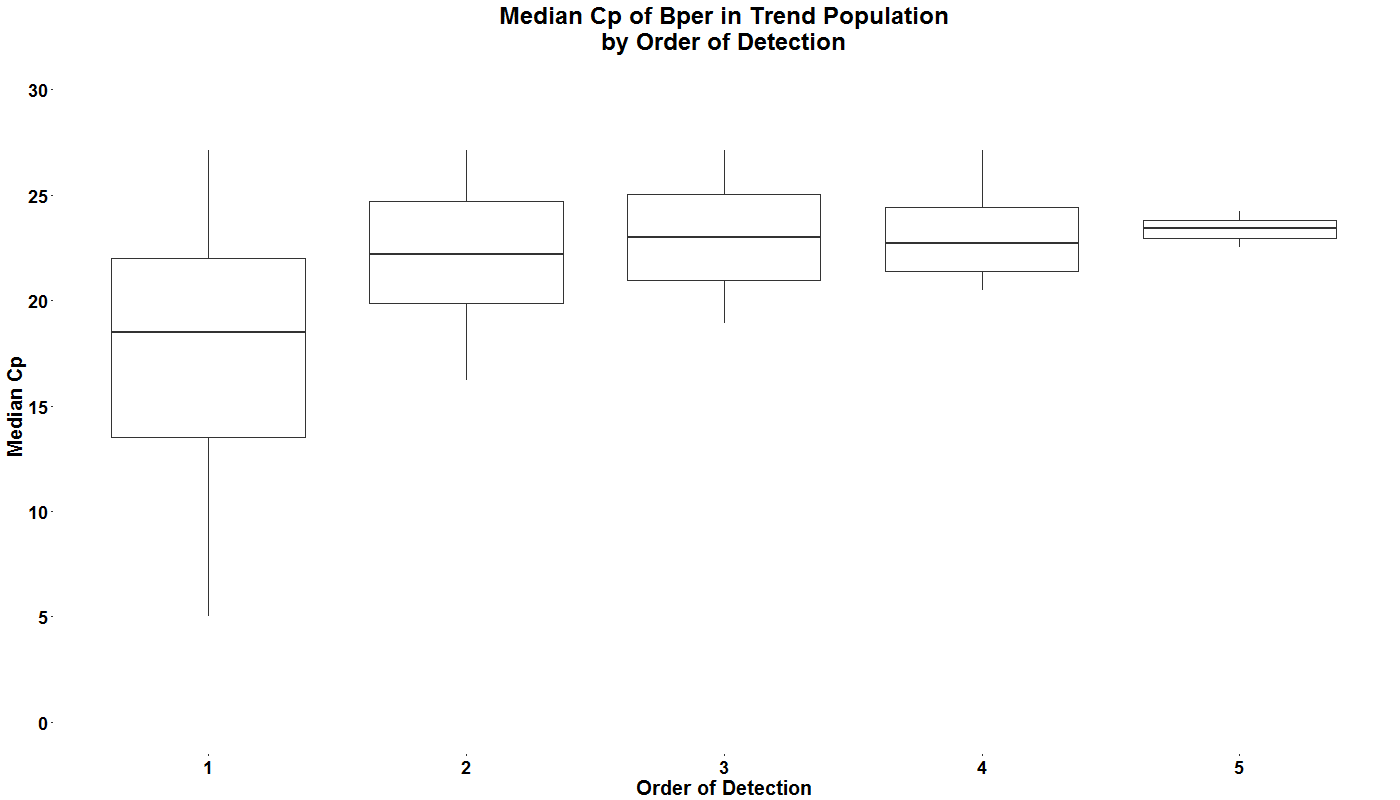 Median Cp of Bper in Trend Population
by Order of Detection
30
25
20
15
10
5
0
Median Cp
1 2 3 4 5
Order of Detection